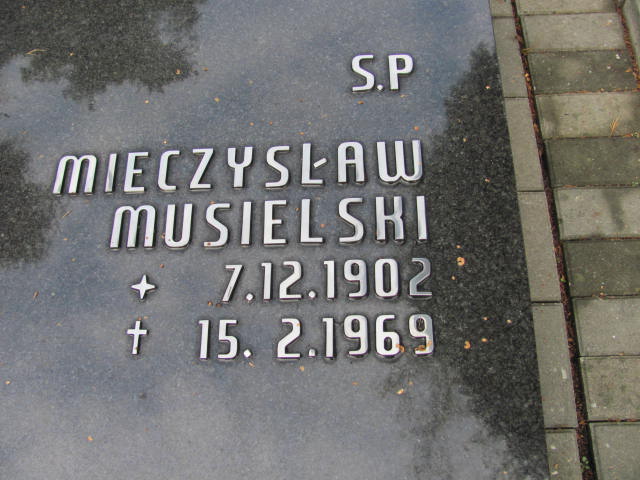 S.P
MIECZYSŁAW
MUSIELSKI
+ 7.12.1902
† 15. 2.1969